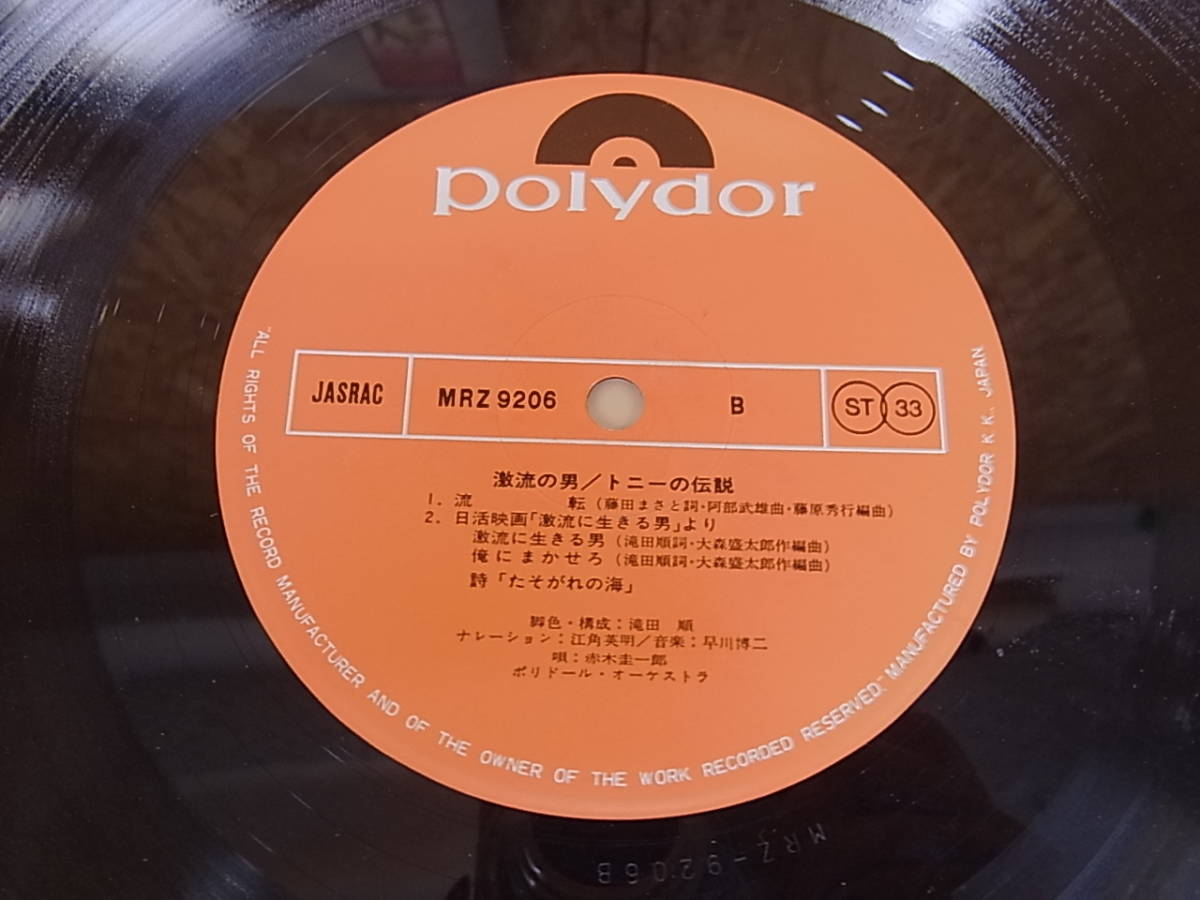 polydor
JASRAC MRZ 9206 B ST 33
激流の男/トニーの伝説
1. 流 転 (藤田まさと詞・阿部武雄曲・藤原秀行編曲)
2. 日活映画「激流に生きる男」より
激流に生きる男 (滝田順詞・大森盛太郎作編曲)
俺にまかせろ (滝田順詞・大森盛太郎作編曲)
詩「たそがれの海」
脚色・構成:滝田 順
ナレーション:江角英明/音楽:早川博二
唄:赤木圭一郎
ポリドール・オーケストラ
"ALL RIGHTS OF THE RECORD MANUFACTURER AND OF THE OWNER OF THE WORK RECORDED RESERVED." MANUFACTURED BY POLYDOR K.K., JAPAN
MRZ-9206B